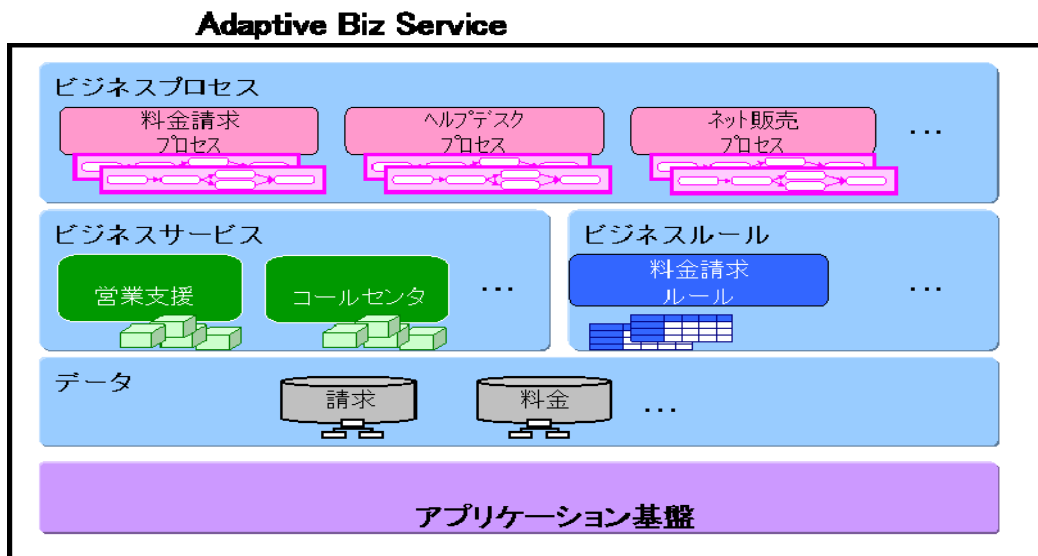 Adaptive Biz Service
ビジネスプロセス
料金請求
プロセス
ヘルプデスク
プロセス
ネット販売
プロセス
...
ビジネスサービス
営業支援
コールセンタ
...
ビジネスルール
料金請求
ルール
...
データ
請求
料金
...
アプリケーション基盤